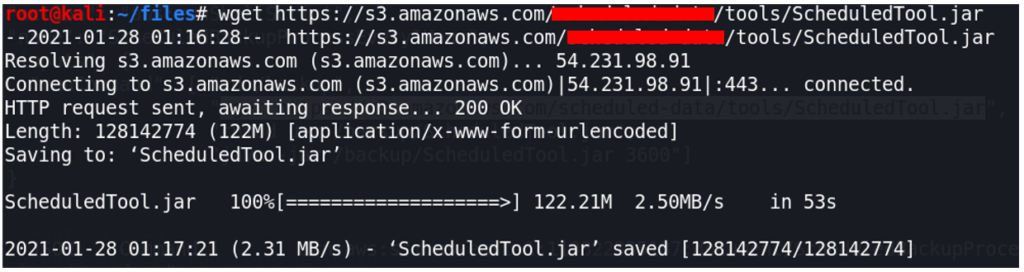 root@kali:~/files# wget https://s3.amazonaws.com/ /tools/ScheduledTool.jar
--2021-01-28 01:16:28-- https://s3.amazonaws.com/ /tools/ScheduledTool.jar
Resolving s3.amazonaws.com (s3.amazonaws.com)... 54.231.98.91
Connecting to s3.amazonaws.com (s3.amazonaws.com)|54.231.98.91|:443... connected.
HTTP request sent, awaiting response... 200 OK
Length: 128142774 (122M) [application/x-www-form-urlencoded]
Saving to: ‘ScheduledTool.jar’
ScheduledTool.jar 100%[===================>] 122.21M 2.50MB/s in 53s
2021-01-28 01:17:21 (2.31 MB/s) - ‘ScheduledTool.jar’ saved [128142774/128142774]